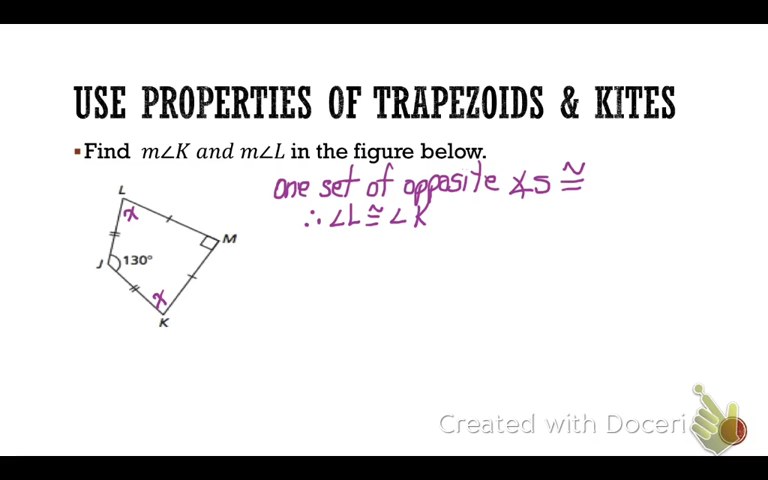 USE PROPERTIES OF TRAPEZOIDS & KITES
▪Find m∠K and m∠L in the figure below.
one set of opposite ∡s ≅
∴ ∠L ≅ ∠K
L
x
M
J 130°
x
K
Created with Doceri